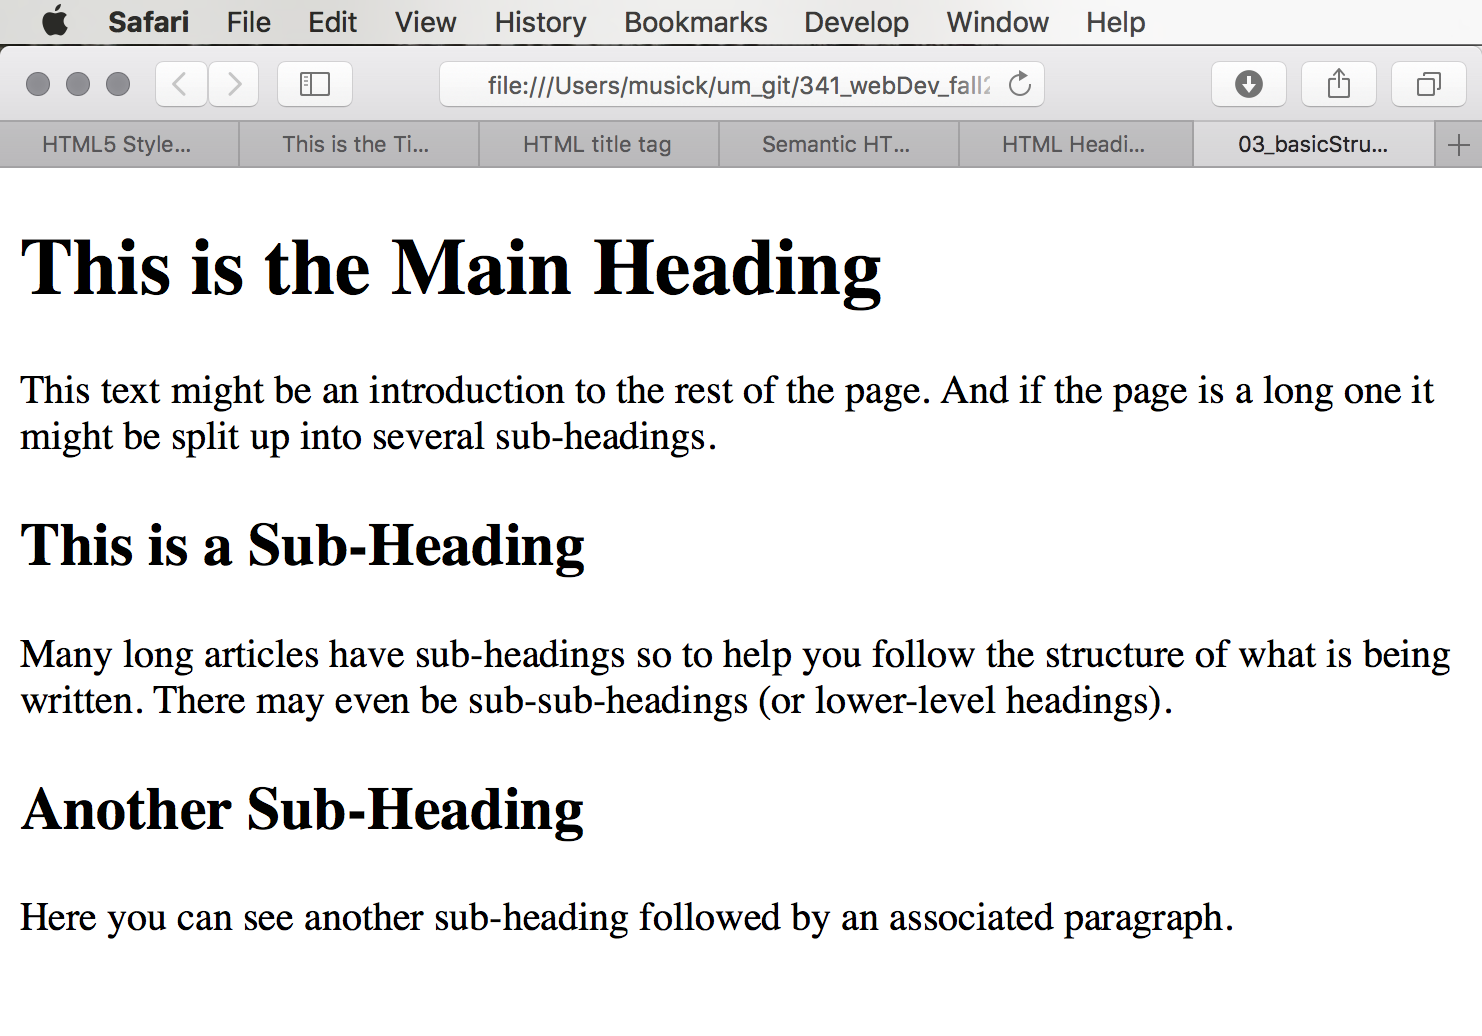 Safari File Edit View History Bookmarks Develop Window Help
file:///Users/musick/um_git/341_webDev_fall
HTML5 Style... This is the Ti... HTML title tag Semantic HT... HTML Headi... 03_basicStru...
This is the Main Heading
This text might be an introduction to the rest of the page. And if the page is a long one it
might be split up into several sub-headings.
This is a Sub-Heading
Many long articles have sub-headings so to help you follow the structure of what is being
written. There may even be sub-sub-headings (or lower-level headings).
Another Sub-Heading
Here you can see another sub-heading followed by an associated paragraph.